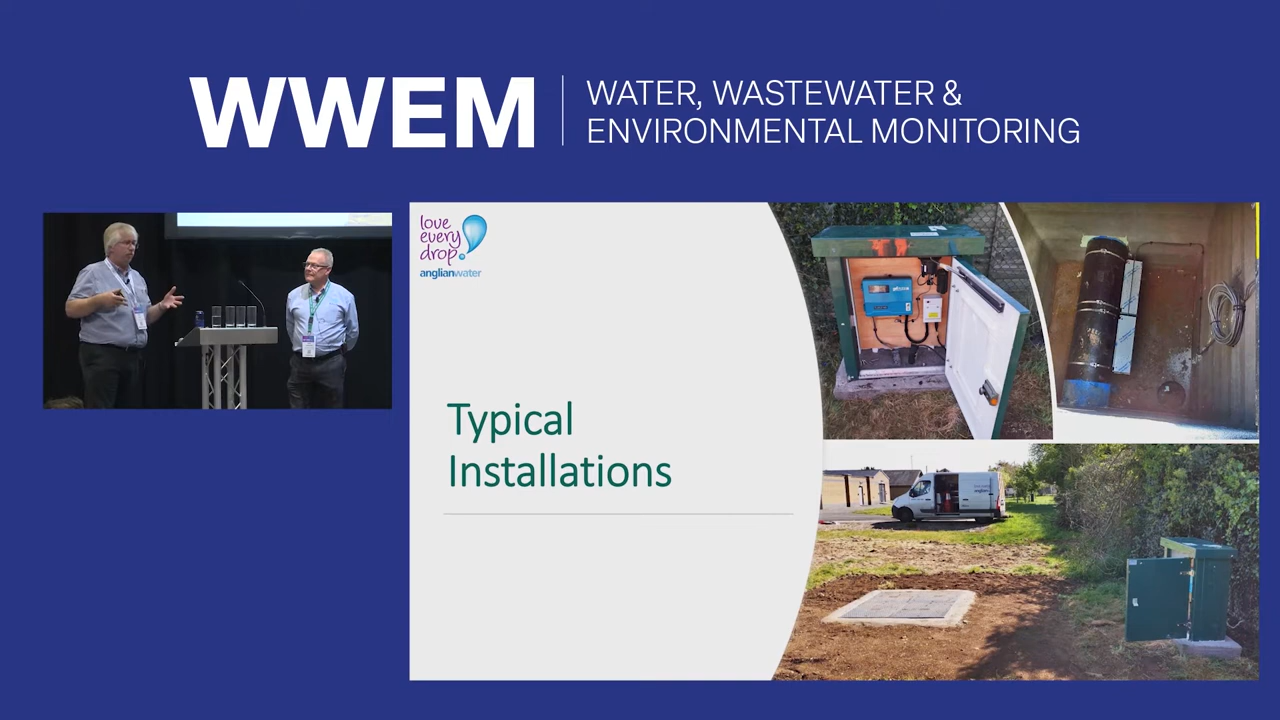 WWEM
WATER, WASTEWATER &
ENVIRONMENTAL MONITORING
love
every
drop
anglianwater
Typical
Installations